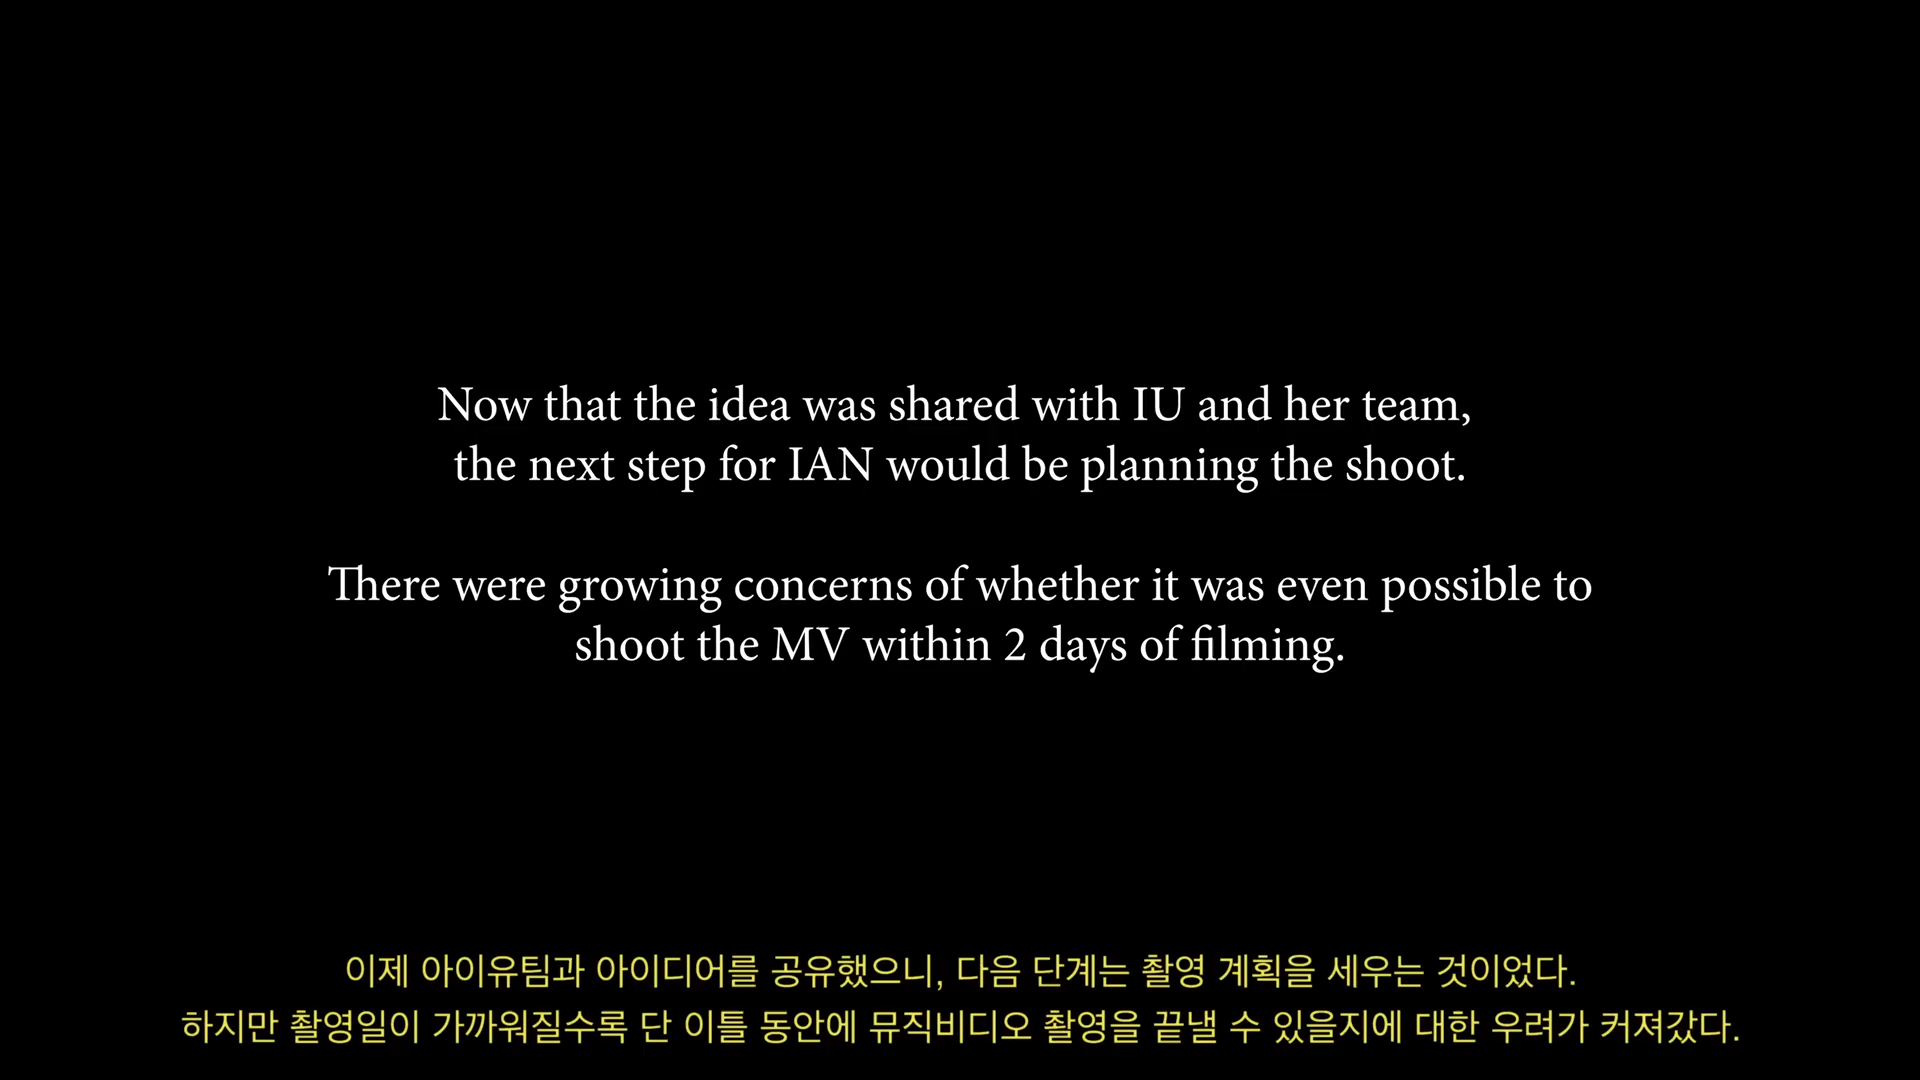 Now that the idea was shared with IU and her team,
the next step for IAN would be planning the shoot.
There were growing concerns of whether it was even possible to
shoot the MV within 2 days of filming.
이제 아이유팀과 아이디어를 공유했으니, 다음 단계는 촬영 계획을 세우는 것이었다.
하지만 촬영일이 가까워질수록 단 이틀 동안에 뮤직비디오 촬영을 끝낼 수 있을지에 대한 우려가 커져갔다.